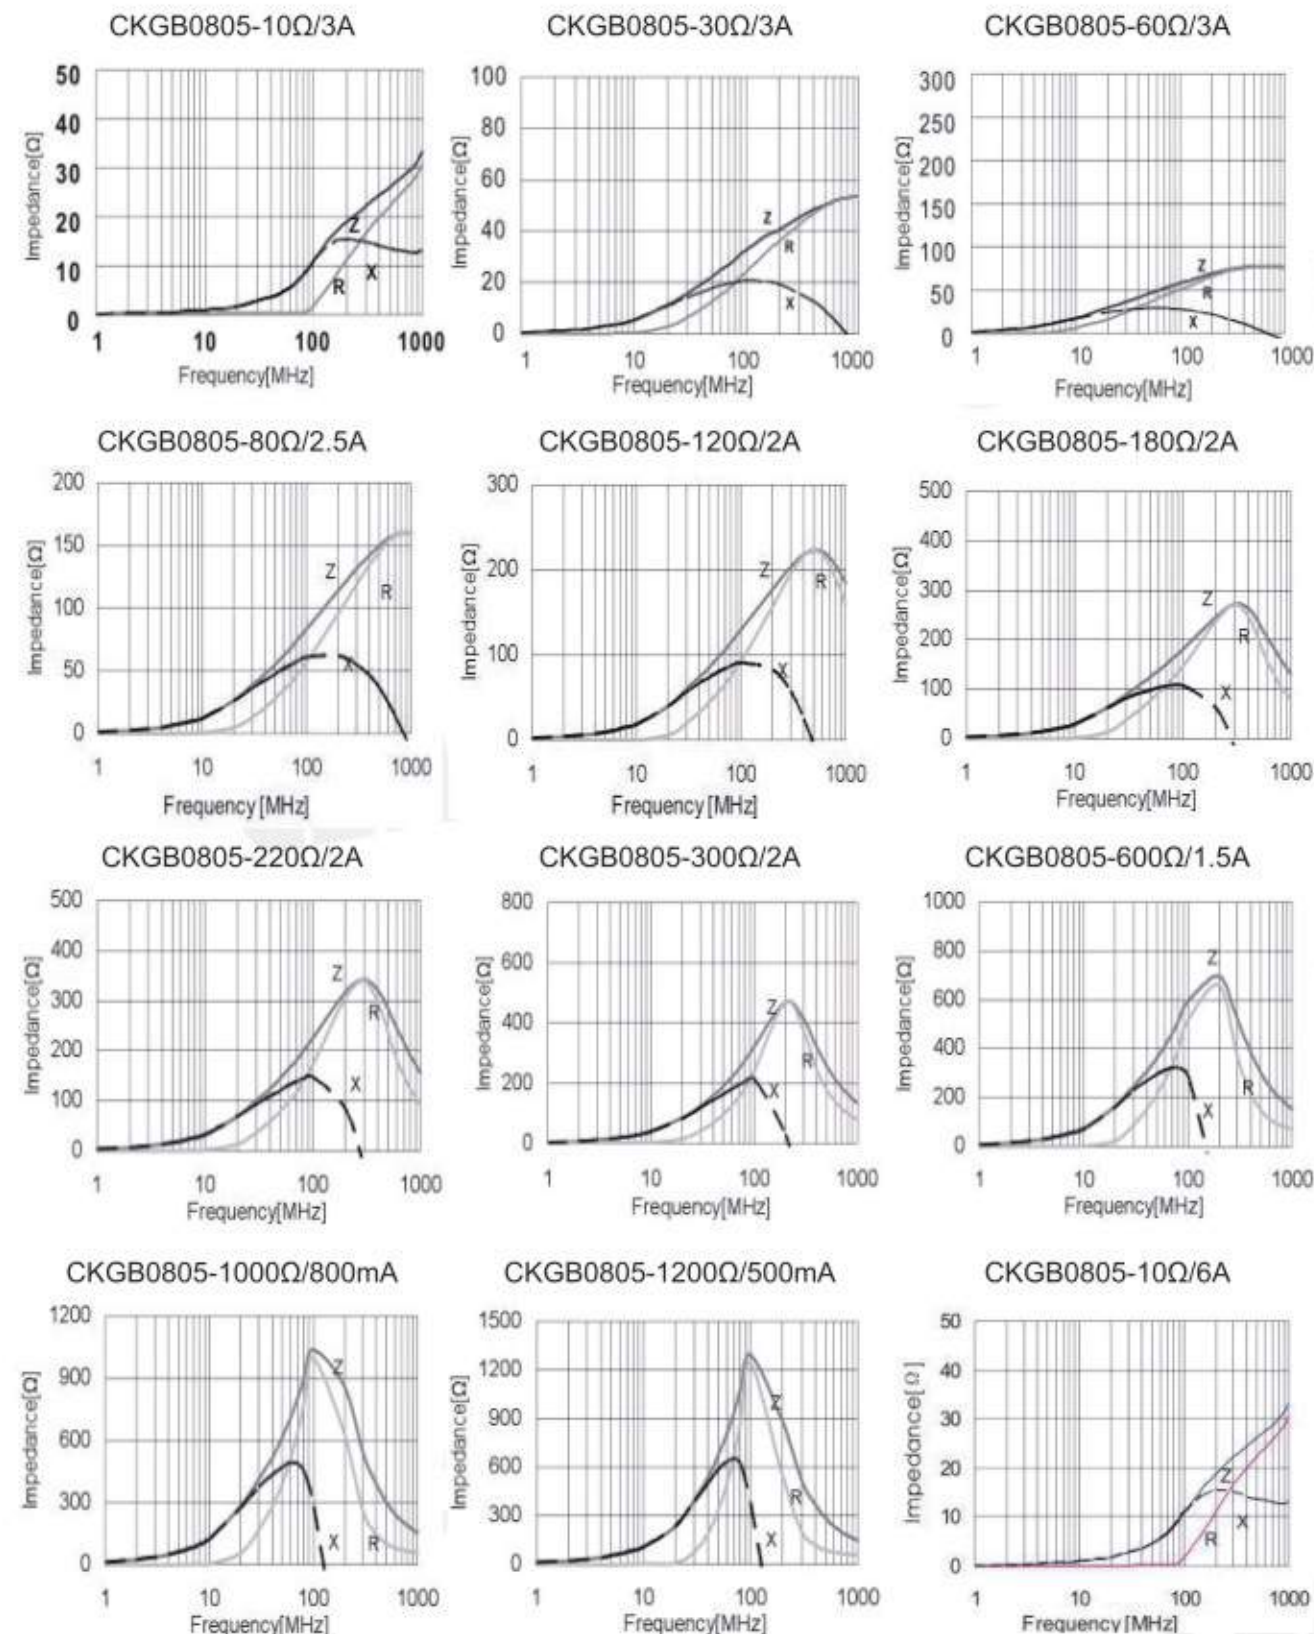 CKGB0805-10Ω/3A
50
40
30
20
10
0
Impedance[Ω]
Z
R
X
1 10 100 1000
Frequency[MHz]
CKGB0805-30Ω/3A
100
80
60
40
20
0
Impedance[Ω]
Z
R
X
1 10 100 1000
Frequency[MHz]
CKGB0805-60Ω/3A
300
250
200
150
100
50
0
Impedance[Ω]
Z
R
X
1 10 100 1000
Frequency[MHz]
CKGB0805-80Ω/2.5A
200
150
100
50
0
Impedance[Ω]
Z
R
X
1 10 100 1000
Frequency[MHz]
CKGB0805-120Ω/2A
300
200
100
0
Impedance[Ω]
Z
R
X
1 10 100 1000
Frequency[MHz]
CKGB0805-180Ω/2A
500
400
300
200
100
0
Impedance[Ω]
Z
R
X
1 10 100 1000
Frequency[MHz]
CKGB0805-220Ω/2A
500
400
300
200
100
0
Impedance[Ω]
Z
R
X
1 10 100 1000
Frequency[MHz]
CKGB0805-300Ω/2A
800
600
400
200
0
Impedance[Ω]
Z
R
X
1 10 100 1000
Frequency[MHz]
CKGB0805-600Ω/1.5A
1000
800
600
400
200
0
Impedance[Ω]
Z
R
X
1 10 100 1000
Frequency[MHz]
CKGB0805-1000Ω/800mA
1200
900
600
300
0
Impedance[Ω]
Z
X
R
1 10 100 1000
Frequency[MHz]
CKGB0805-1200Ω/500mA
1500
1200
900
600
300
0
Impedance[Ω]
Z
R
X
1 10 100 1000
Frequency[MHz]
CKGB0805-10Ω/6A
50
40
30
20
10
0
Impedance[Ω]
Z
X
R
1 10 100 1000
Frequency[MHz]